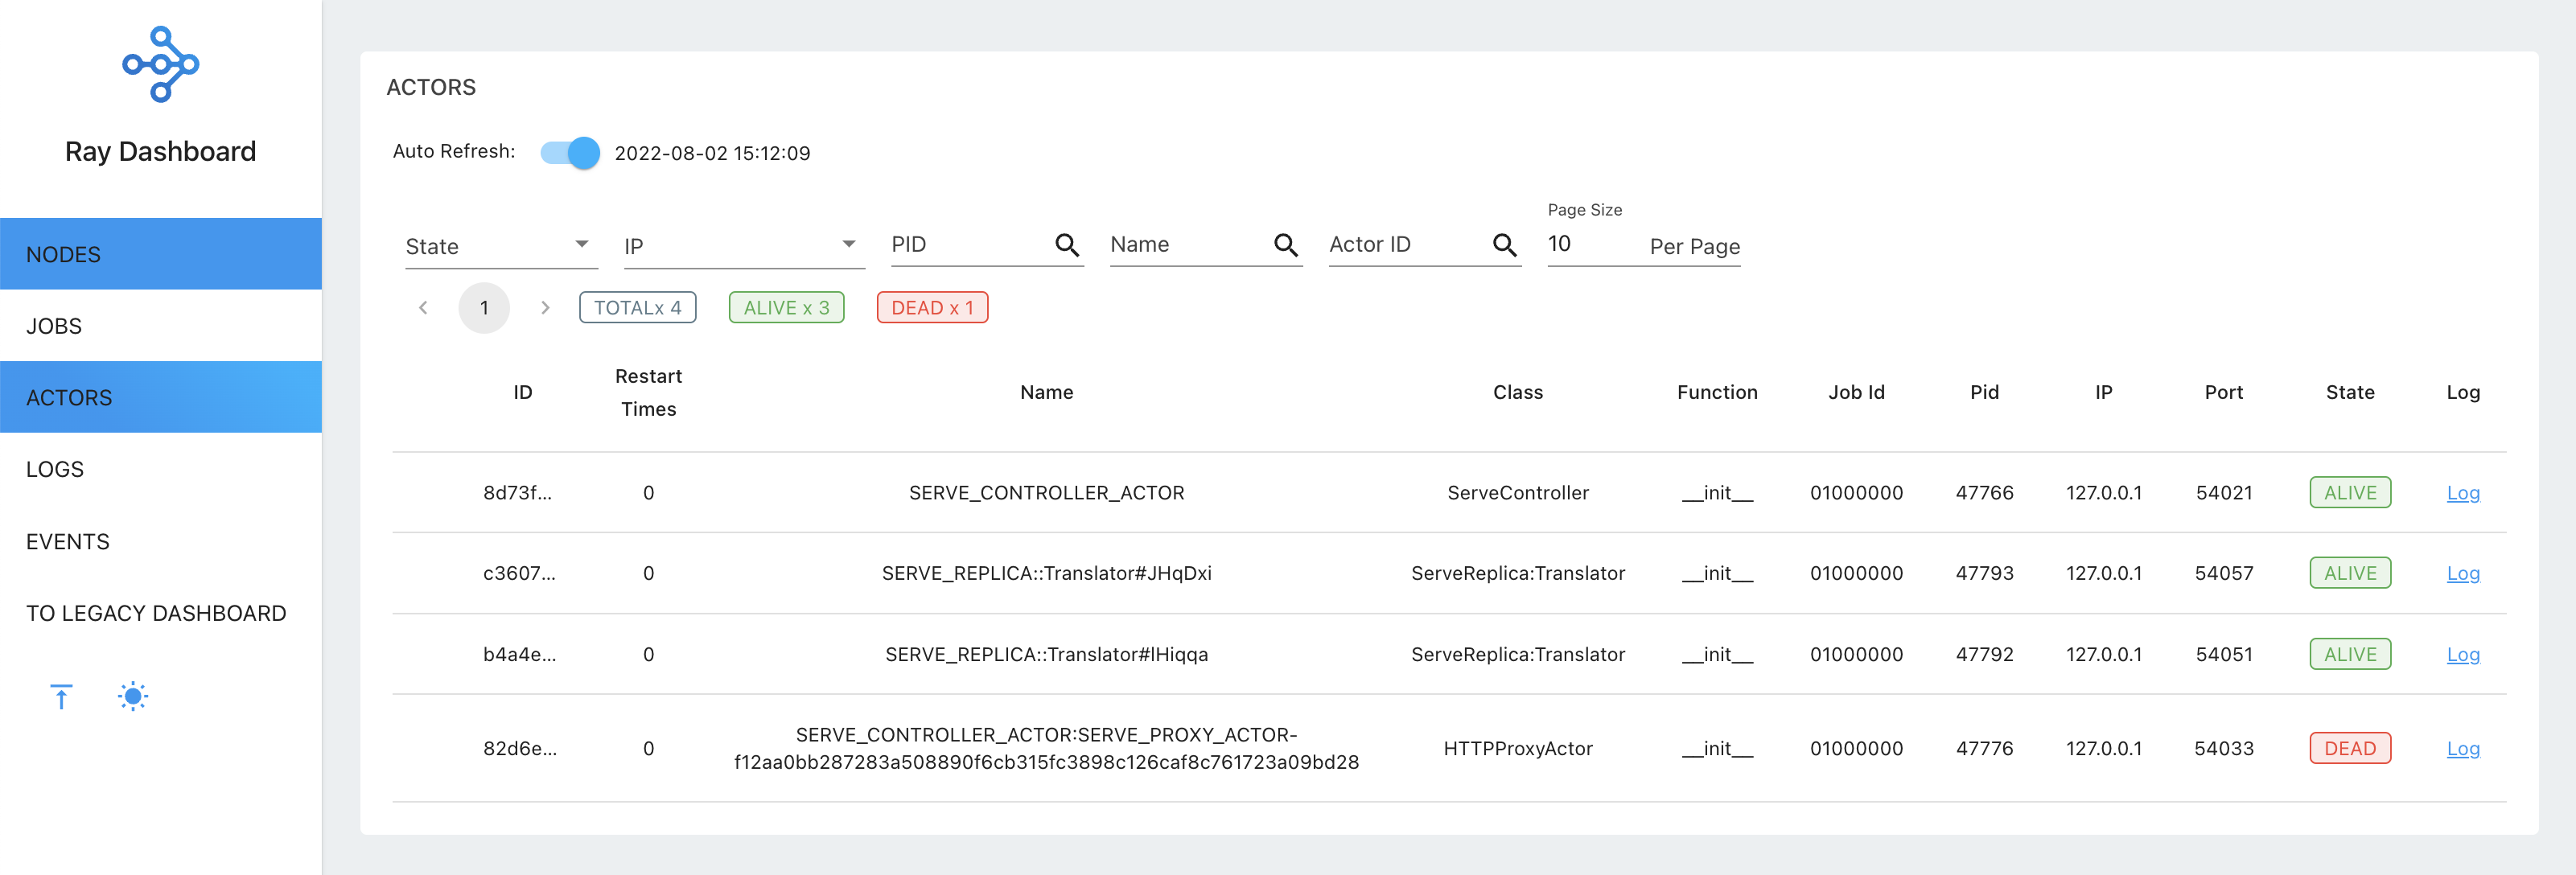 Ray Dashboard
NODES
JOBS
ACTORS
LOGS
EVENTS
TO LEGACY DASHBOARD
ACTORS
Auto Refresh: 2022-08-02 15:12:09
Page Size
State IP PID Name Actor ID 10 Per Page
1 TOTALx 4 ALIVE x 3 DEAD x 1
ID Restart Times Name Class Function Job Id Pid IP Port State Log
8d73f... 0 SERVE_CONTROLLER_ACTOR ServeController __init__ 01000000 47766 127.0.0.1 54021 ALIVE Log
c3607... 0 SERVE_REPLICA::Translator#JHqDxi ServeReplica:Translator __init__ 01000000 47793 127.0.0.1 54057 ALIVE Log
b4a4e... 0 SERVE_REPLICA::Translator#lHiqqa ServeReplica:Translator __init__ 01000000 47792 127.0.0.1 54051 ALIVE Log
SERVE_CONTROLLER_ACTOR:SERVE_PROXY_ACTOR-
82d6e... 0 f12aa0bb287283a508890f6cb315fc3898c126caf8c761723a09bd28 HTTPProxyActor __init__ 01000000 47776 127.0.0.1 54033 DEAD Log